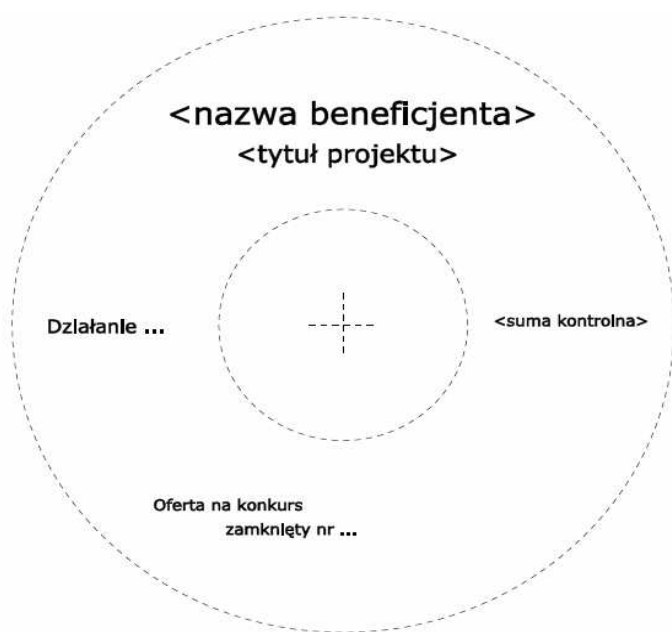 <nazwa beneficjenta>
<tytuł projektu>
Działanie ...
<suma kontrolna>
Oferta na konkurs
zamknięty nr ...